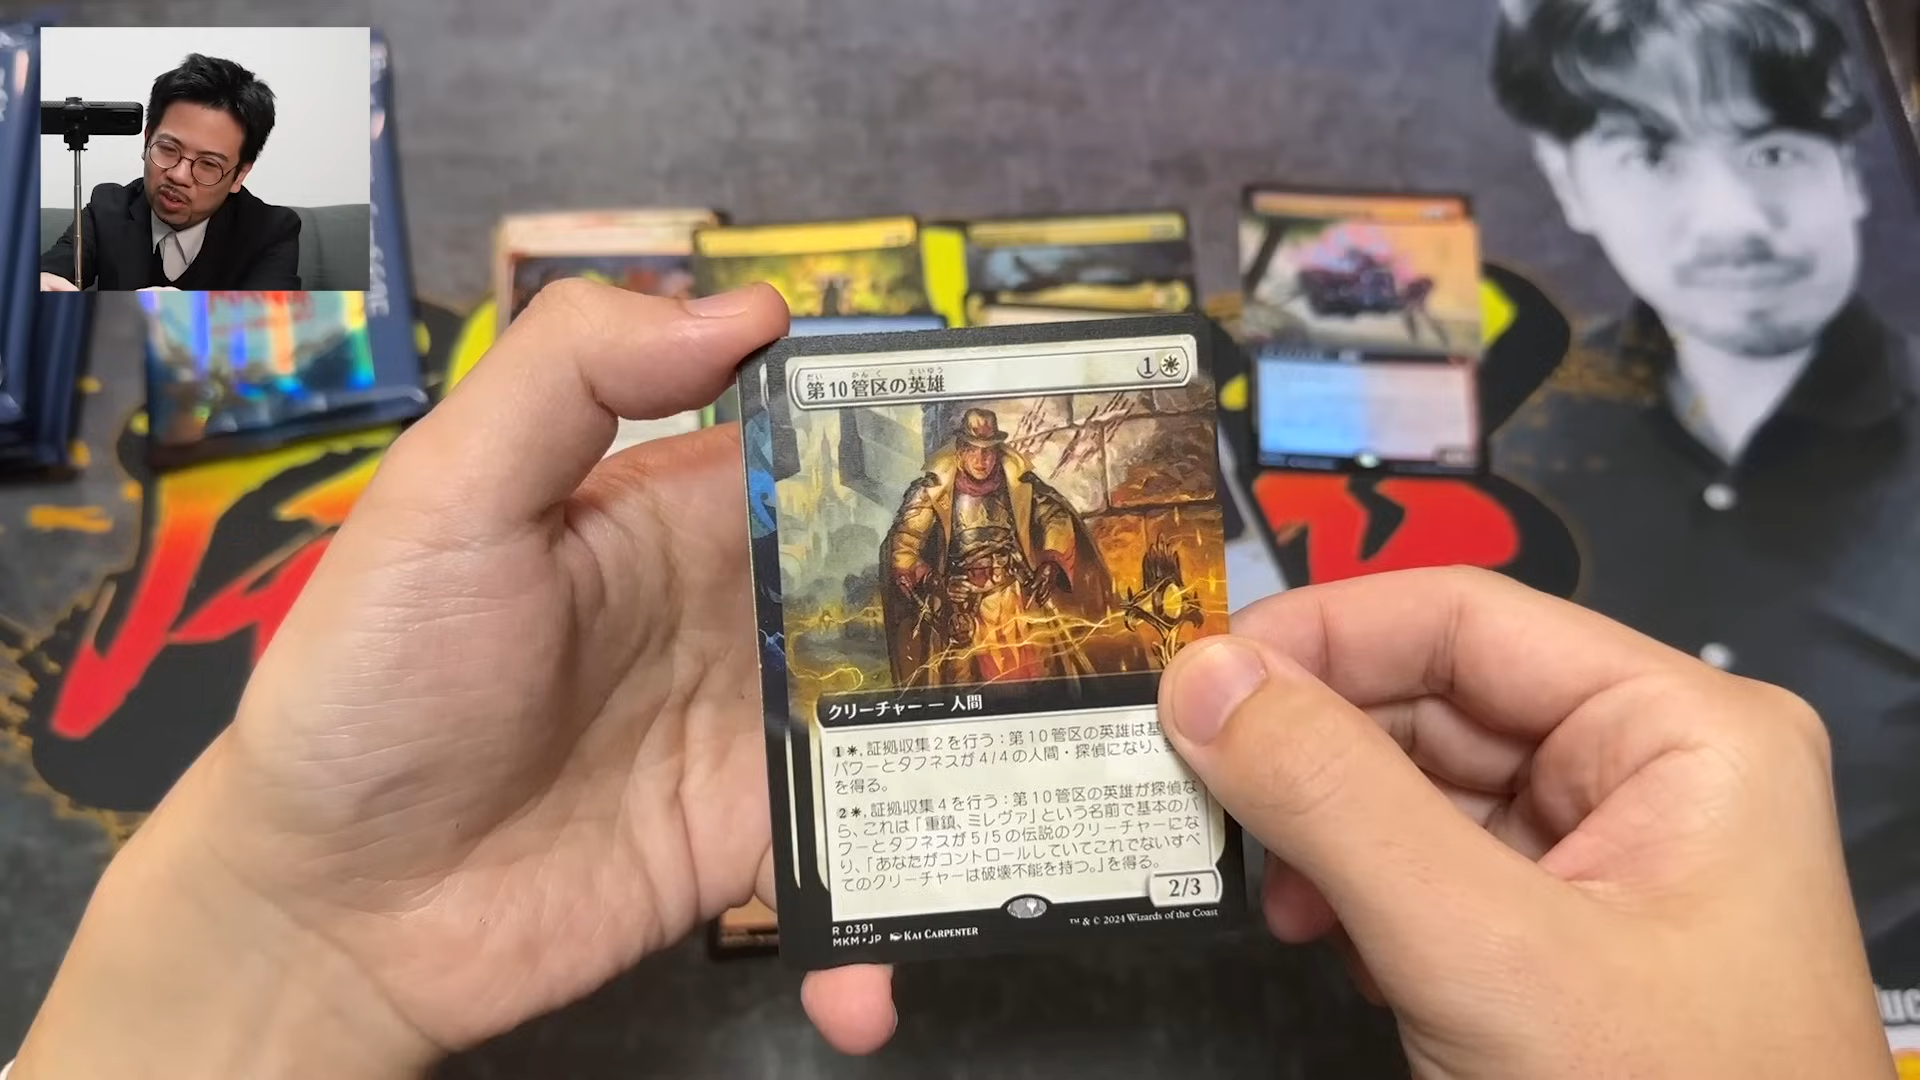 だい かんく えいゆう
第10管区の英雄
1
クリーチャー — 人間
1 , 証拠収集2を行う：第10管区の英雄は基
パワーとタフネスが4/4の人間・探偵になり、
を得る。
2 , 証拠収集4を行う：第10管区の英雄が探偵な
ら、これは「重鎮、ミレヴァ」という名前で基本のパ
ワーとタフネスが5/5の伝説のクリーチャーにな
り、「あなたがコントロールしていてこれでないすべ
てのクリーチャーは破壊不能を持つ。」を得る。
2/3
R 0391
MKM • JP KAI CARPENTER
™ & © 2024 Wizards of the Coast